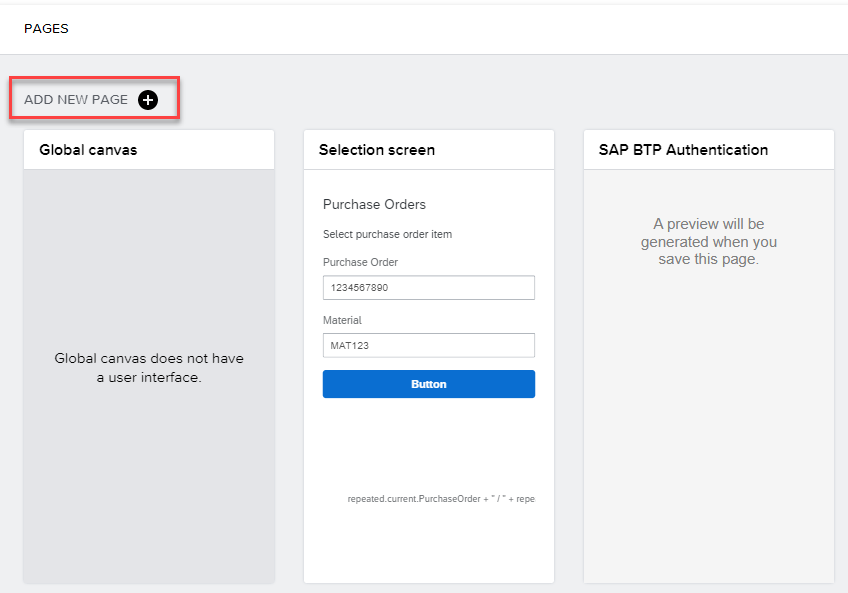 PAGES
ADD NEW PAGE
Global canvas
Global canvas does not have
a user interface.
Selection screen
Purchase Orders
Select purchase order item
Purchase Order
1234567890
Material
MAT123
Button
repeated.current.PurchaseOrder + " / " + repe
SAP BTP Authentication
A preview will be
generated when you
save this page.